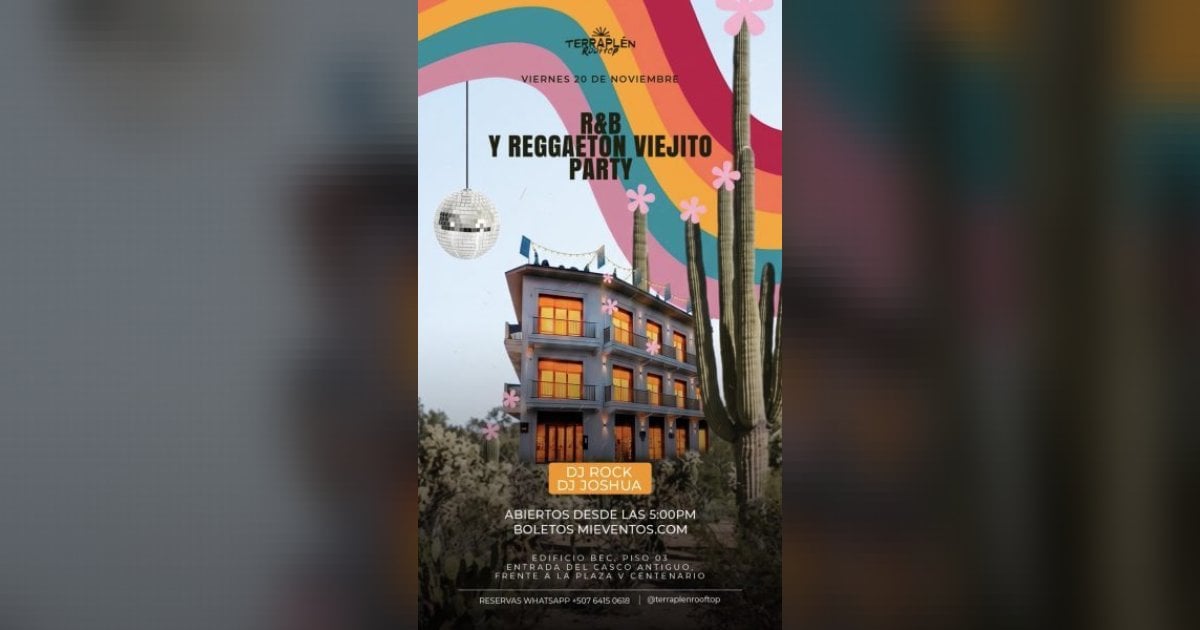 TERRAPLÉN
Rooftop
VIERNES 20 DE NOVIEMBRE
R&B
Y REGGAETON VIEJITO
PARTY
DJ ROCK
DJ JOSHUA
ABIERTOS DESDE LAS 5:00PM
BOLETOS MIEVENTOS.COM
EDIFICIO BEC. PISO 03
ENTRADA DEL CASCO ANTIGUO,
FRENTE A LA PLAZA V CENTENARIO
RESERVAS WHATSAPP +507 6415 0618 | @terraplenrooftop